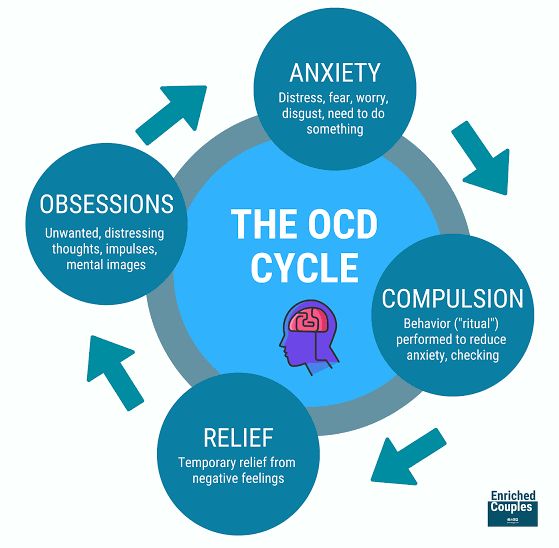 ANXIETY
Distress, fear, worry,
disgust, need to do
something
OBSESSIONS
Unwanted, distressing
thoughts, impulses,
mental images
THE OCD
CYCLE
COMPULSION
Behavior ("ritual")
performed to reduce
anxiety, checking
RELIEF
Temporary relief from
negative feelings
Enriched
Couples